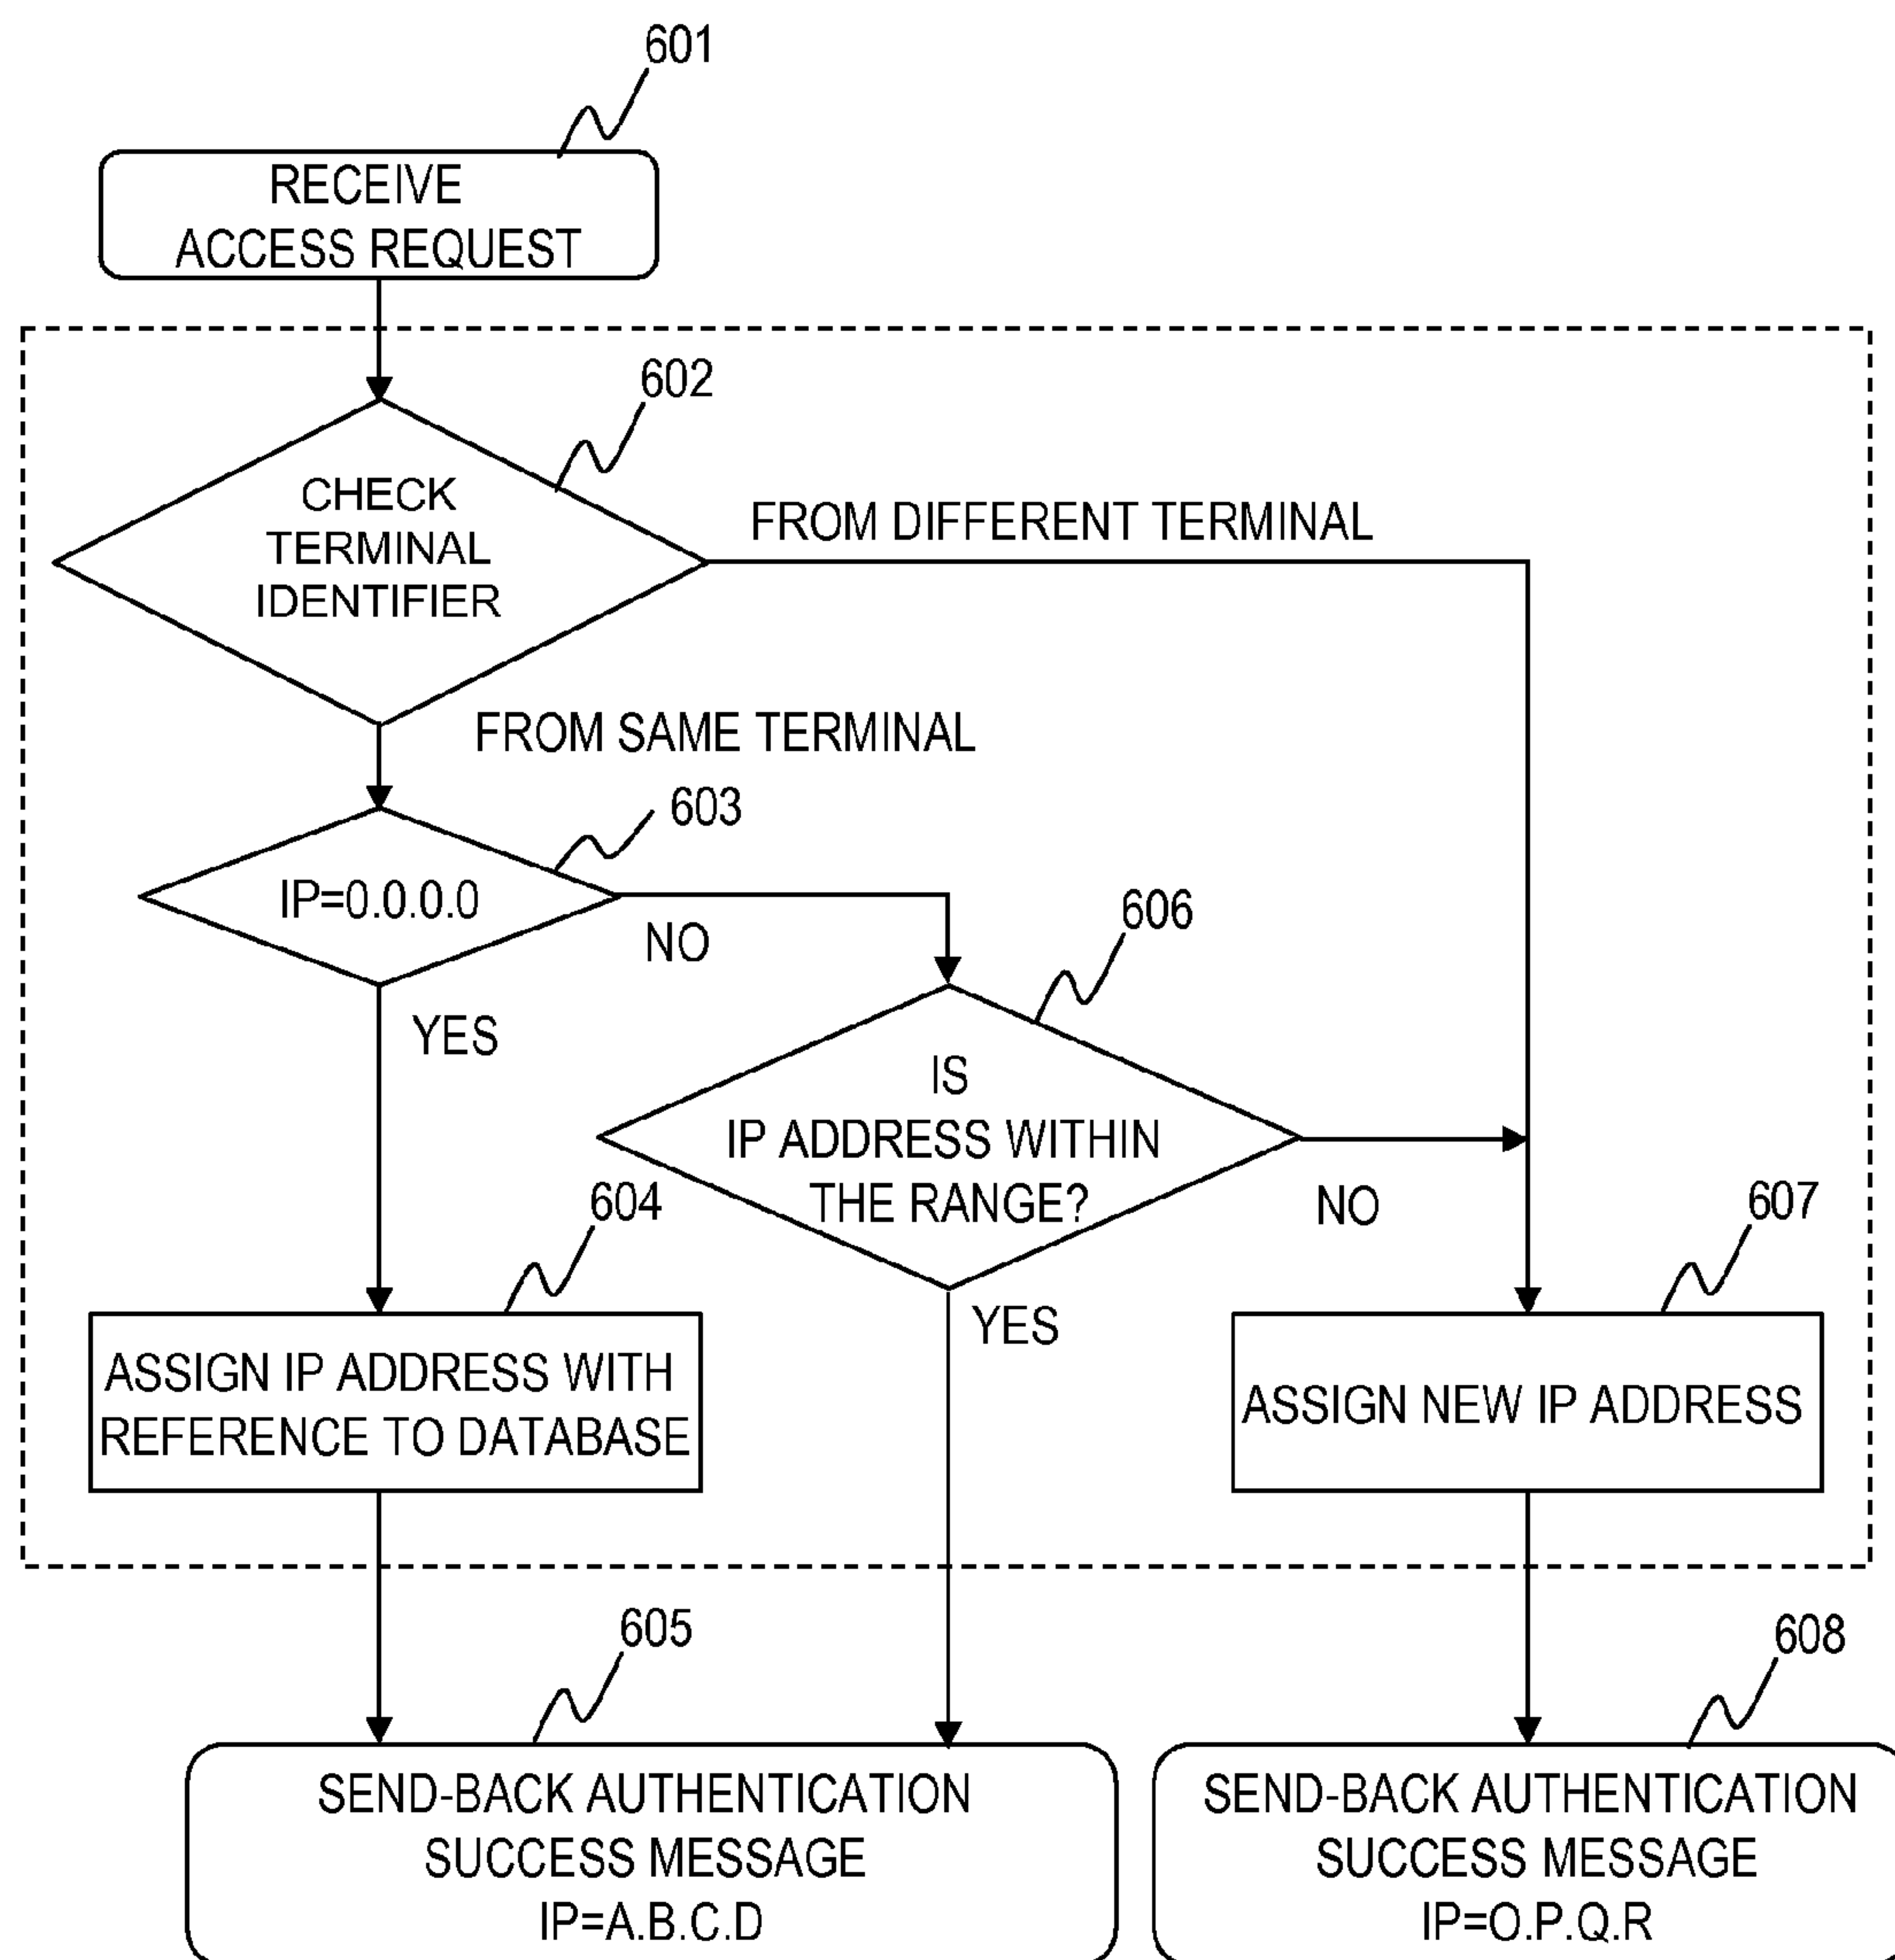 601
RECEIVE
ACCESS REQUEST
602
CHECK
TERMINAL
IDENTIFIER
FROM DIFFERENT TERMINAL
FROM SAME TERMINAL
603
IP=0.0.0.0
NO
606
YES
IS
IP ADDRESS WITHIN
THE RANGE?
604
NO
607
YES
ASSIGN IP ADDRESS WITH
REFERENCE TO DATABASE
ASSIGN NEW IP ADDRESS
605
608
SEND-BACK AUTHENTICATION
SUCCESS MESSAGE
IP=A.B.C.D
SEND-BACK AUTHENTICATION
SUCCESS MESSAGE
IP=O.P.Q.R